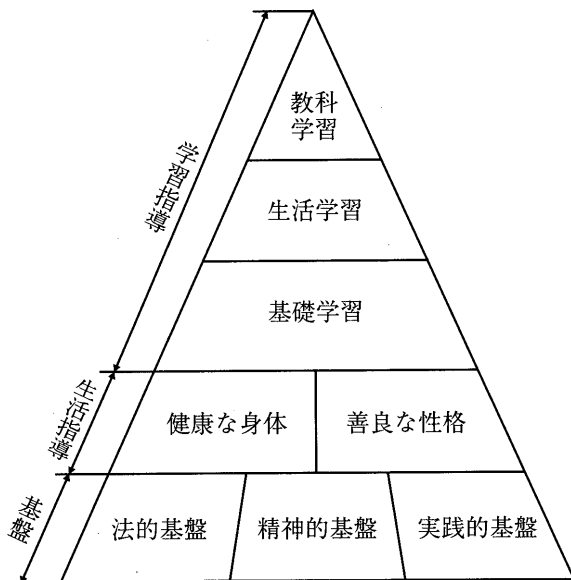 教科
学習
生活学習
基礎学習
健康な身体
善良な性格
法的基盤
精神的基盤
実践的基盤
学習指導
生活指導
基盤